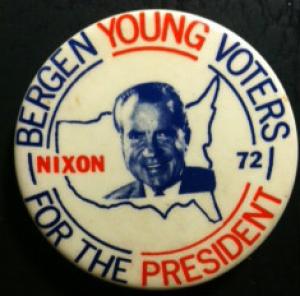 BERGEN YOUNG VOTERS
NIXON 72
FOR THE PRESIDENT